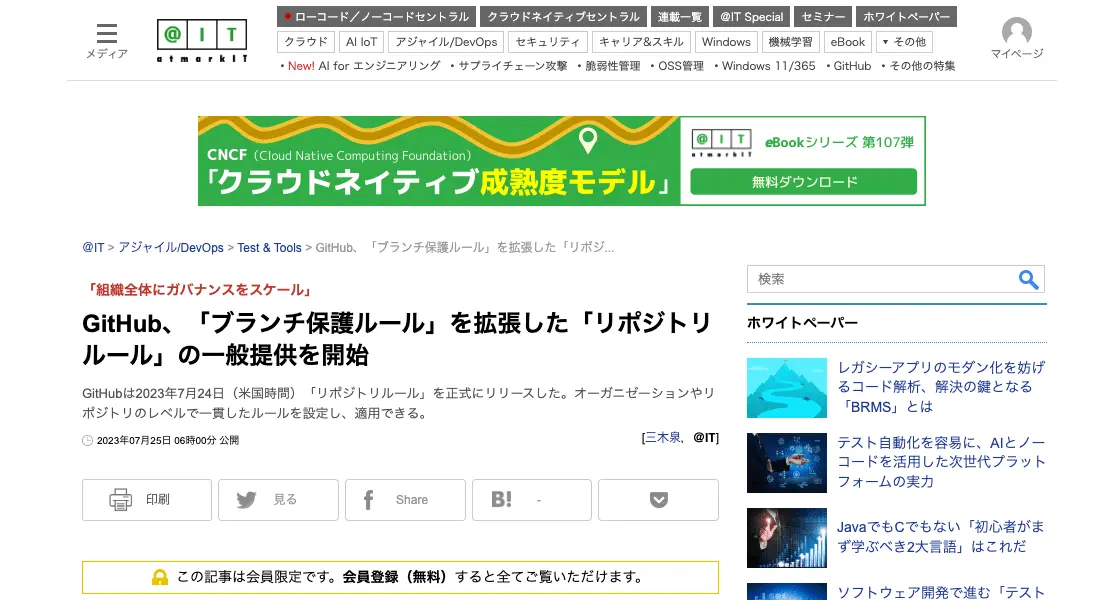 メディア
@IT
atmarkIT
ローコード／ノーコードセントラル
クラウドネイティブセントラル
連載一覧
@IT Special
セミナー
ホワイトペーパー
クラウド
AI IoT
アジャイル/DevOps
セキュリティ
キャリア&スキル
Windows
機械学習
eBook
▼ その他
・New! AI for エンジニアリング ・サプライチェーン攻撃 ・脆弱性管理 ・OSS管理 ・Windows 11/365 ・GitHub ・その他の特集
マイページ
CNCF（Cloud Native Computing Foundation）
「クラウドネイティブ成熟度モデル」
@IT
atmarkIT
eBookシリーズ 第107弾
無料ダウンロード
@IT > アジャイル/DevOps > Test & Tools > GitHub、「ブランチ保護ルール」を拡張した「リポジ...
「組織全体にガバナンスをスケール」
GitHub、「ブランチ保護ルール」を拡張した「リポジトリ
ルール」の一般提供を開始
GitHubは2023年7月24日（米国時間）「リポジトリルール」を正式にリリースした。オーガニゼーションやリ
ポジトリのレベルで一貫したルールを設定し、適用できる。
2023年07月25日 06時00分 公開
[三木泉，@IT]
印刷
見る
Share
B! -
この記事は会員限定です。会員登録（無料）すると全てご覧いただけます。
検索
ホワイトペーパー
レガシーアプリのモダン化を妨げ
るコード解析、解決の鍵となる
「BRMS」とは
テスト自動化を容易に、AIとノー
コードを活用した次世代プラット
フォームの実力
JavaでもCでもない「初心者がま
ず学ぶべき2大言語」はこれだ
ソフトウェア開発で進む「テスト